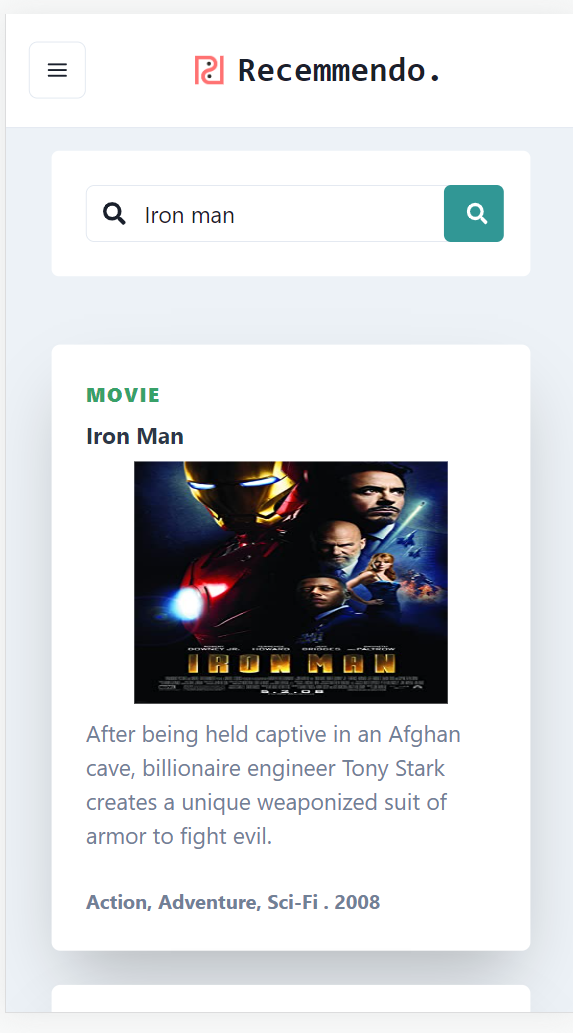 Recemmendo.
Iron man
MOVIE
Iron Man
DOWNEY JR. HOWARD BRIDGES PALTROW
IRON MAN
5.2.08
After being held captive in an Afghan
cave, billionaire engineer Tony Stark
creates a unique weaponized suit of
armor to fight evil.
Action, Adventure, Sci-Fi . 2008